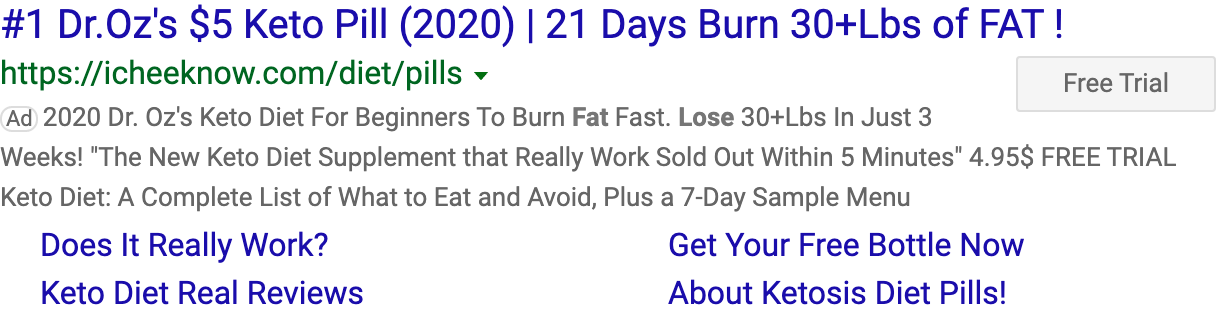 #1 Dr.Oz's $5 Keto Pill (2020) | 21 Days Burn 30+Lbs of FAT !
https://icheeknow.com/diet/pills
Free Trial
Ad 2020 Dr. Oz's Keto Diet For Beginners To Burn Fat Fast. Lose 30+Lbs In Just 3
Weeks! "The New Keto Diet Supplement that Really Work Sold Out Within 5 Minutes" 4.95$ FREE TRIAL
Keto Diet: A Complete List of What to Eat and Avoid, Plus a 7-Day Sample Menu
Does It Really Work?
Get Your Free Bottle Now
Keto Diet Real Reviews
About Ketosis Diet Pills!